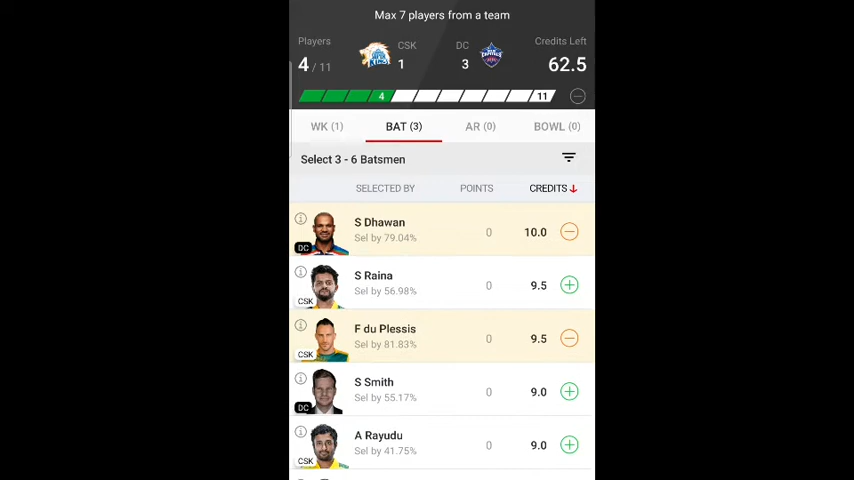 Max 7 players from a team
Players CSK DC Credits Left
4 / 11 1 3 62.5
4 11
WK (1) BAT (3) AR (0) BOWL (0)
Select 3 - 6 Batsmen
SELECTED BY POINTS CREDITS
S Dhawan
Sel by 79.04% 0 10.0
DC
S Raina
Sel by 56.98% 0 9.5
CSK
F du Plessis
Sel by 81.83% 0 9.5
CSK
S Smith
Sel by 55.17% 0 9.0
DC
A Rayudu
Sel by 41.75% 0 9.0
CSK